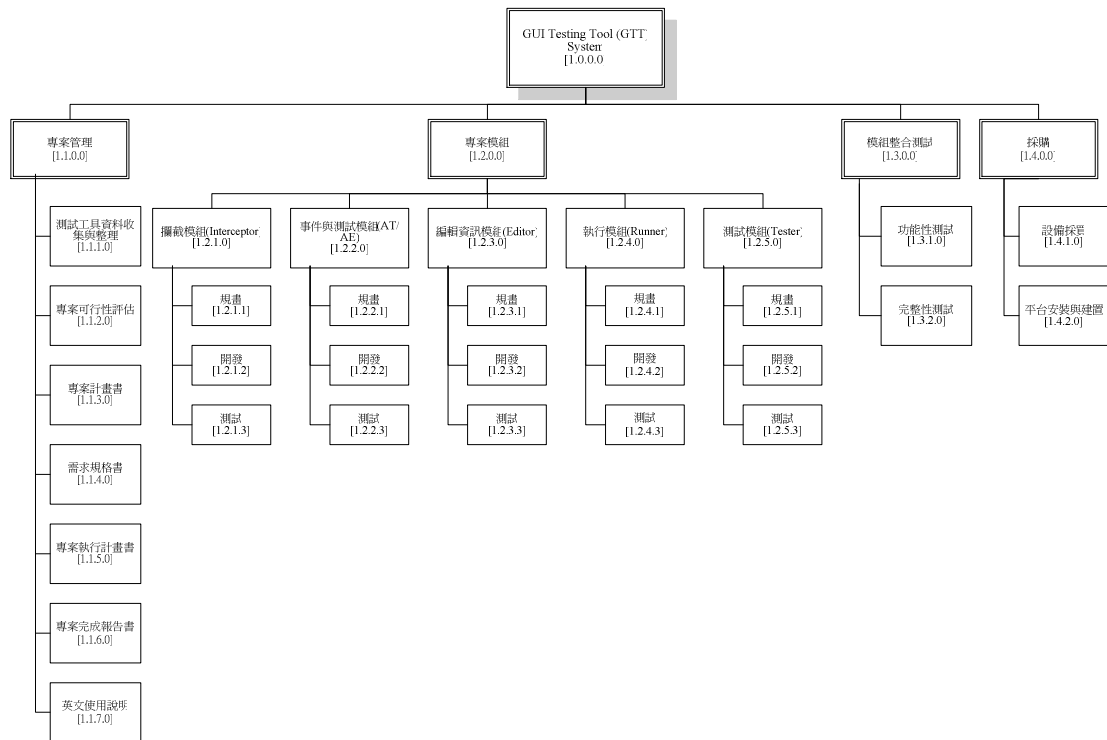 GUI Testing Tool (GTT)
System
[1.0.0.0
專案管理
[1.1.0.0]
專案模組
[1.2.0.0]
模組整合測試
[1.3.0.0]
採購
[1.4.0.0]
測試工具資料收
集與整理
[1.1.1.0]
專案可行性評估
[1.1.2.0]
專案計畫書
[1.1.3.0]
需求規格書
[1.1.4.0]
專案執行計畫書
[1.1.5.0]
專案完成報告書
[1.1.6.0]
英文使用說明
[1.1.7.0]
攔截模組(Interceptor)
[1.2.1.0]
規畫
[1.2.1.1]
開發
[1.2.1.2]
測試
[1.2.1.3]
事件與測試模組(AT/
AE)
[1.2.2.0]
規畫
[1.2.2.1]
開發
[1.2.2.2]
測試
[1.2.2.3]
編輯資訊模組(Editor)
[1.2.3.0]
規畫
[1.2.3.1]
開發
[1.2.3.2]
測試
[1.2.3.3]
執行模組(Runner)
[1.2.4.0]
規畫
[1.2.4.1]
開發
[1.2.4.2]
測試
[1.2.4.3]
測試模組(Tester)
[1.2.5.0]
規畫
[1.2.5.1]
開發
[1.2.5.2]
測試
[1.2.5.3]
功能性測試
[1.3.1.0]
完整性測試
[1.3.2.0]
設備採買
[1.4.1.0]
平台安裝與建置
[1.4.2.0]